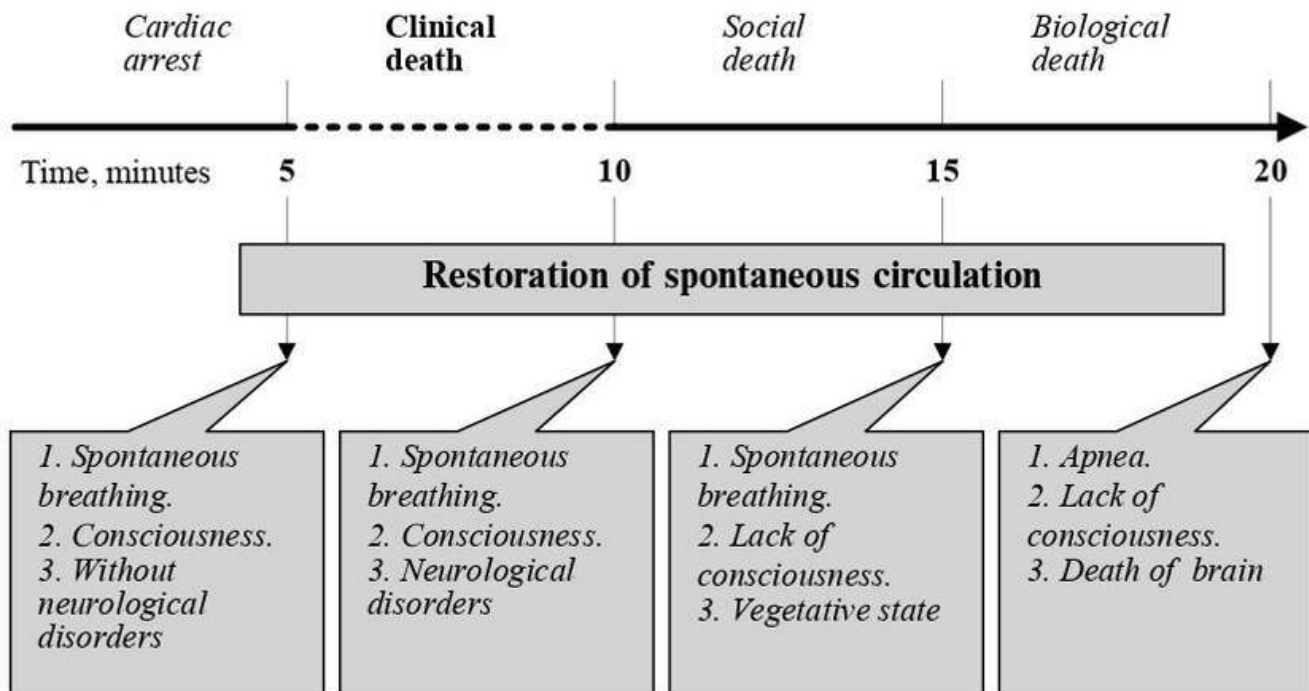 Cardiac
arrest
Clinical
death
Social
death
Biological
death
Time, minutes 5 10 15 20
Restoration of spontaneous circulation
1. Spontaneous
breathing.
2. Consciousness.
3. Without
neurological
disorders
1. Spontaneous
breathing.
2. Consciousness.
3. Neurological
disorders
1. Spontaneous
breathing.
2. Lack of
consciousness.
3. Vegetative state
1. Apnea.
2. Lack of
consciousness.
3. Death of brain